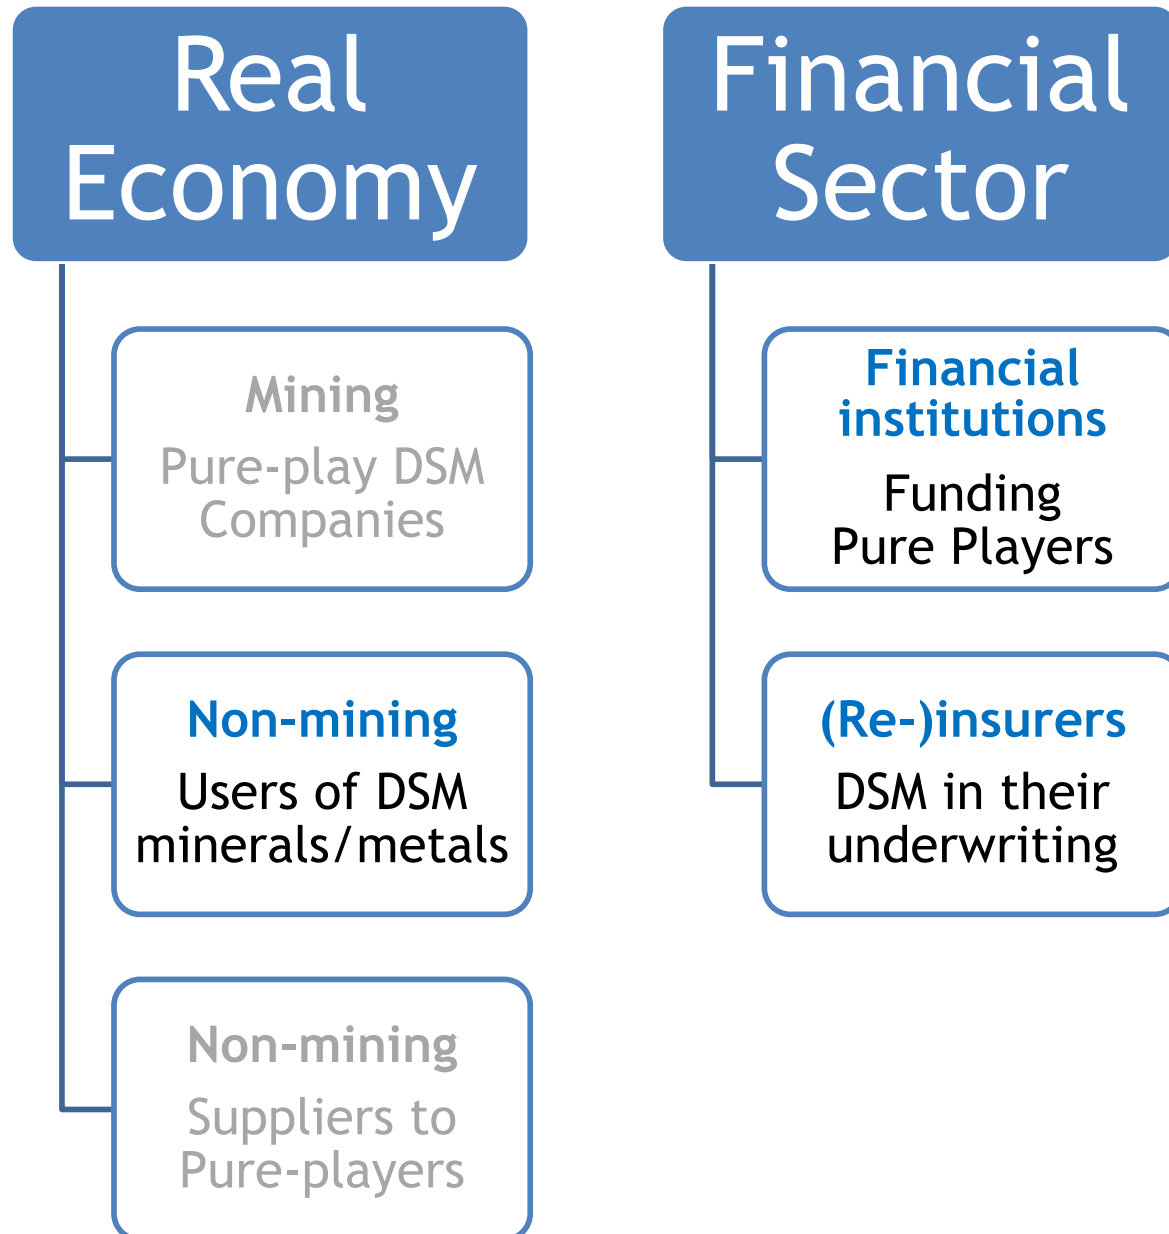 Real
Economy
Mining
Pure-play DSM
Companies
Non-mining
Users of DSM
minerals/metals
Non-mining
Suppliers to
Pure-players
Financial
Sector
Financial
institutions
Funding
Pure Players
(Re-)insurers
DSM in their
underwriting